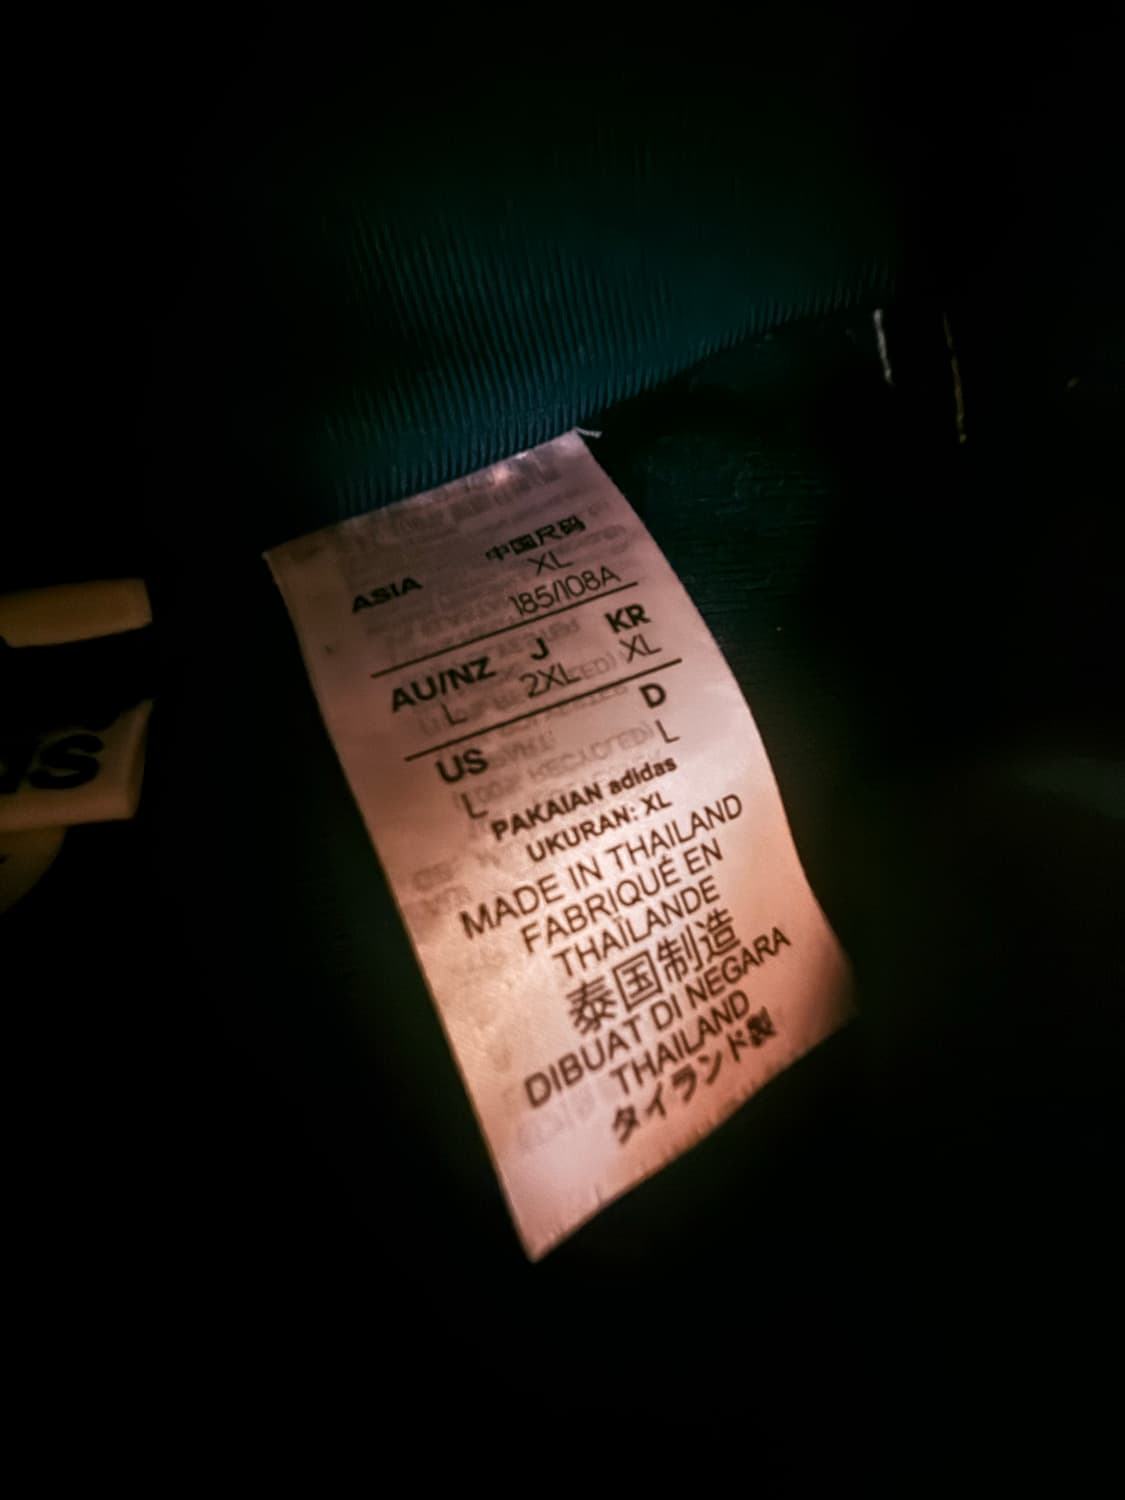 ASIA 中国尺码
XL
185/108A
AU/NZ J KR
L 2XL XL
US D
L L
PAKAIAN adidas
UKURAN: XL
MADE IN THAILAND
FABRIQUÉ EN
THAÏLANDE
泰国制造
DIBUAT DI NEGARA
THAILAND
タイランド製